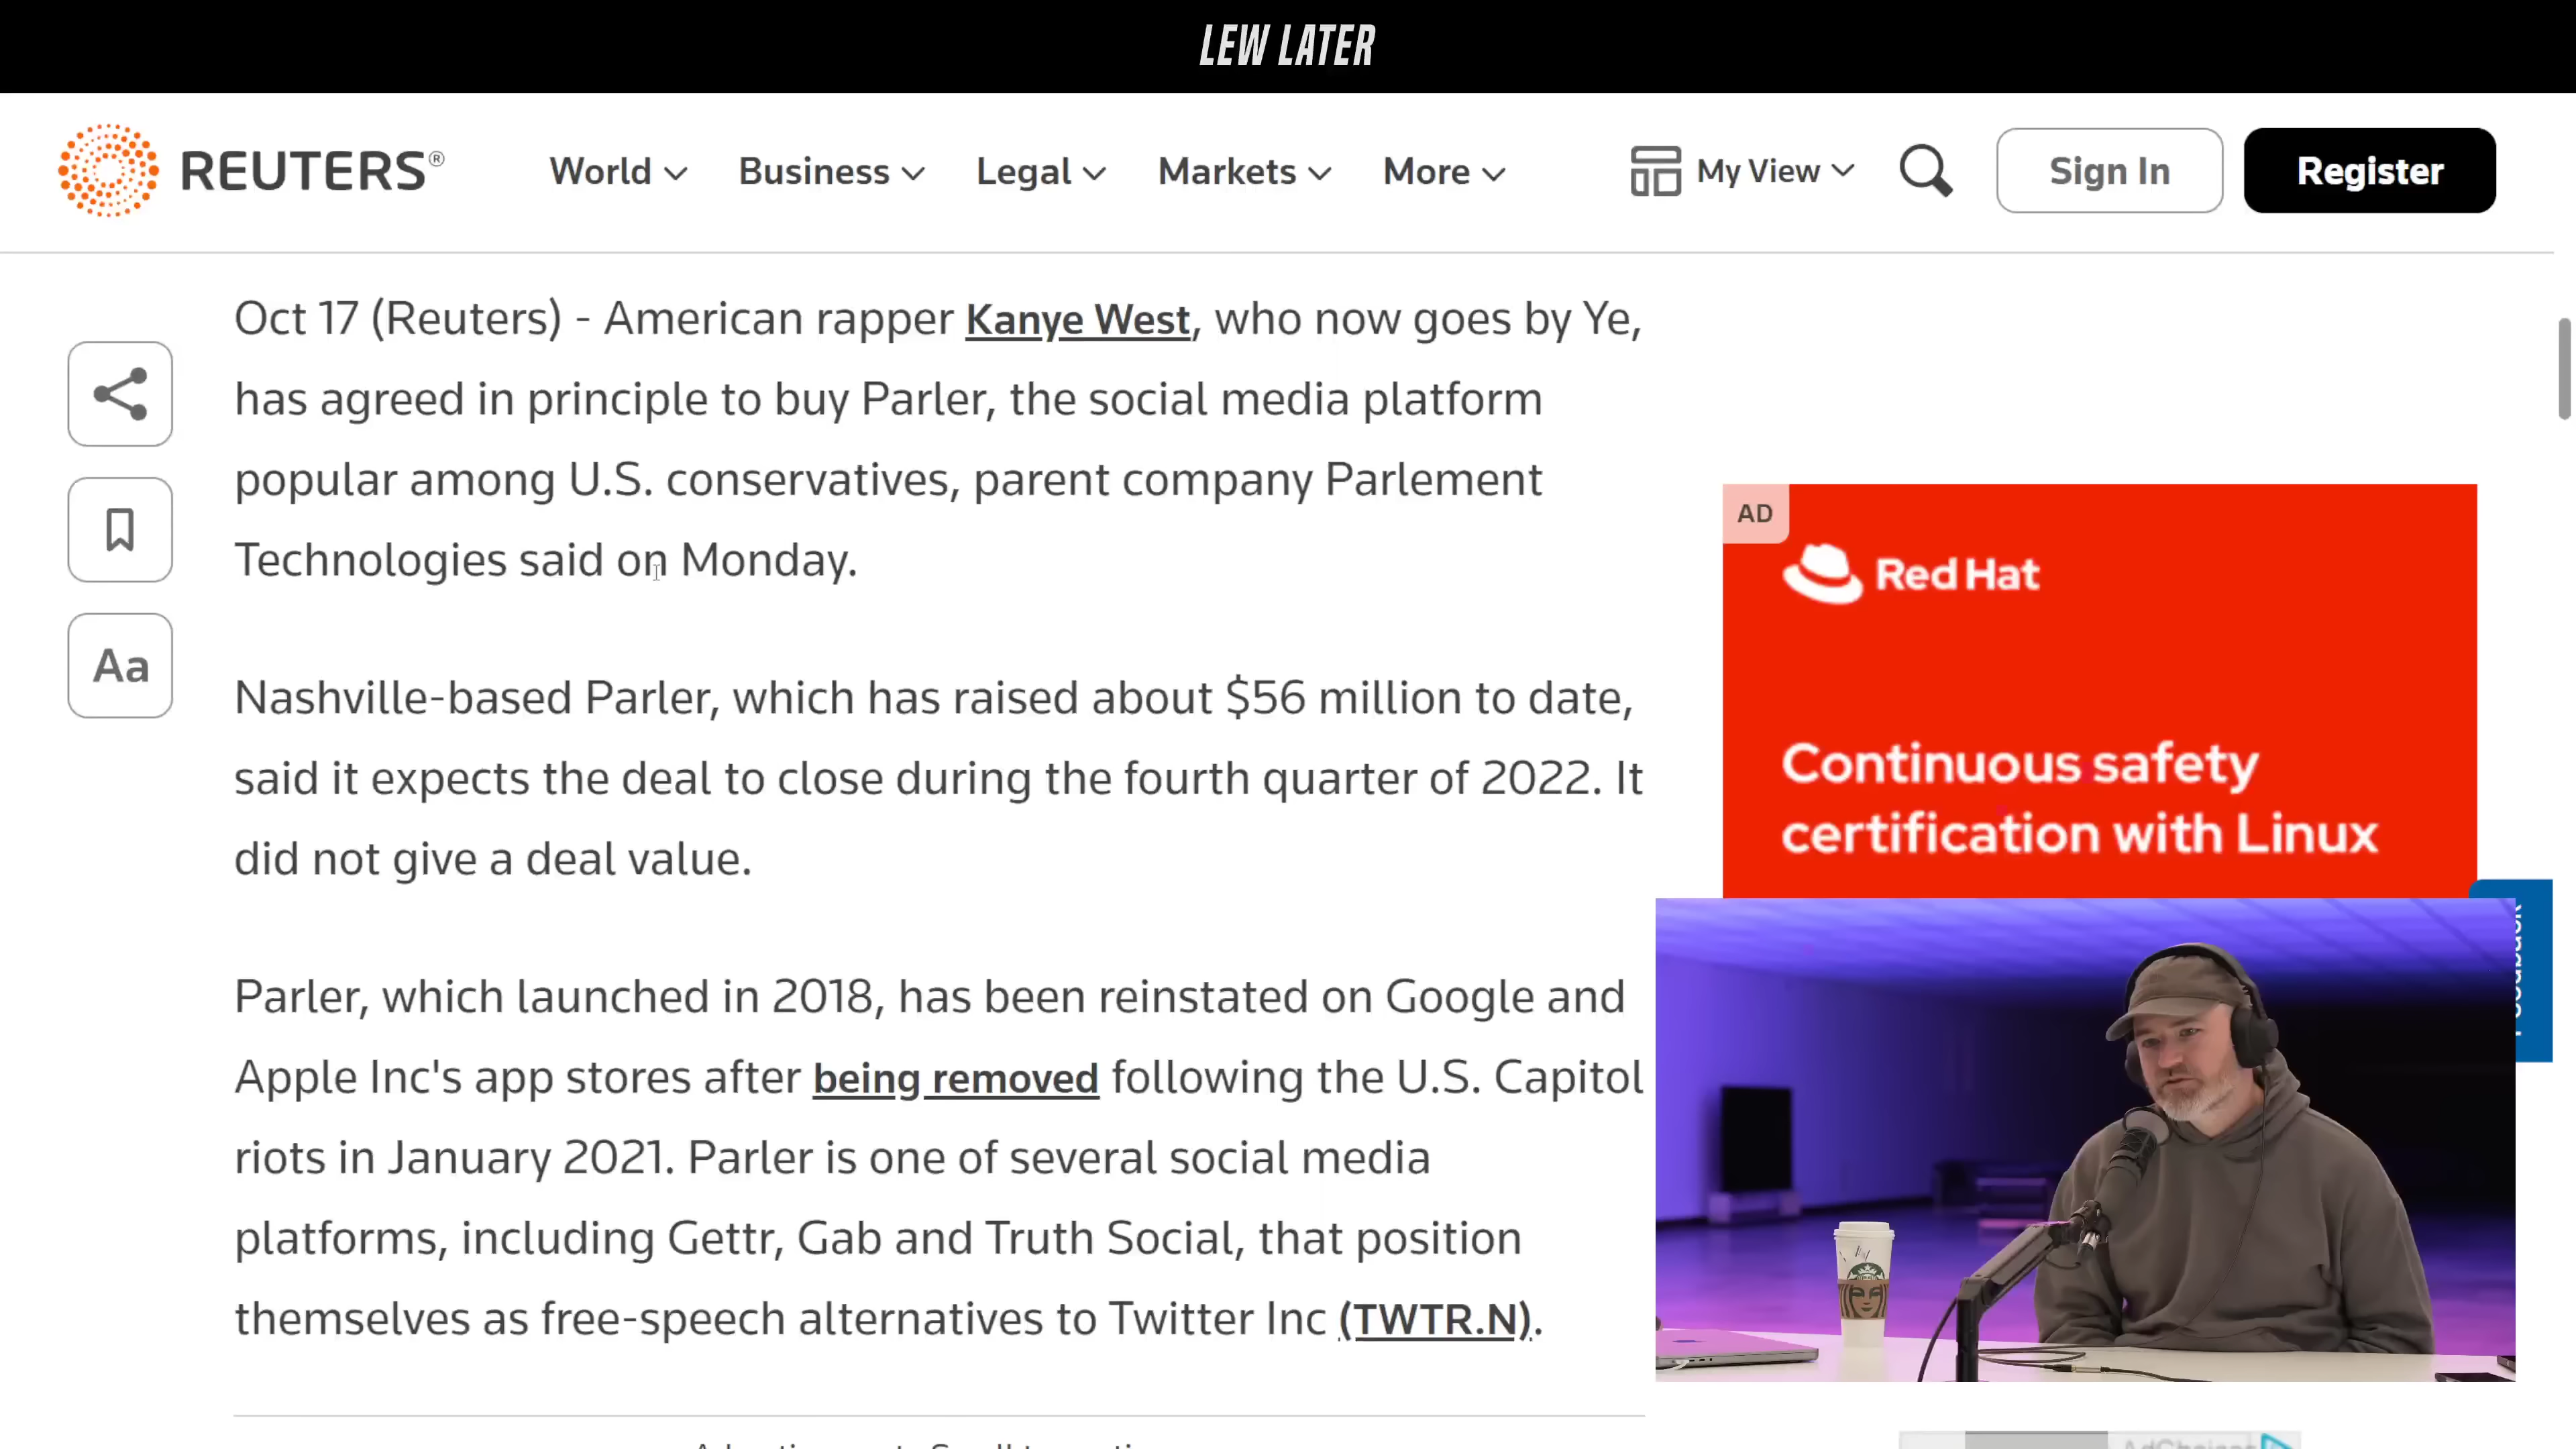 LEW LATER
REUTERS®
World
Business
Legal
Markets
More
My View
Sign In
Register
Oct 17 (Reuters) - American rapper Kanye West, who now goes by Ye,
has agreed in principle to buy Parler, the social media platform
popular among U.S. conservatives, parent company Parlement
Technologies said on Monday.
Aa
Nashville-based Parler, which has raised about $56 million to date,
said it expects the deal to close during the fourth quarter of 2022. It
did not give a deal value.
Parler, which launched in 2018, has been reinstated on Google and
Apple Inc's app stores after being removed following the U.S. Capitol
riots in January 2021. Parler is one of several social media
platforms, including Gettr, Gab and Truth Social, that position
themselves as free-speech alternatives to Twitter Inc (TWTR.N).
AD
Red Hat
Continuous safety
certification with Linux